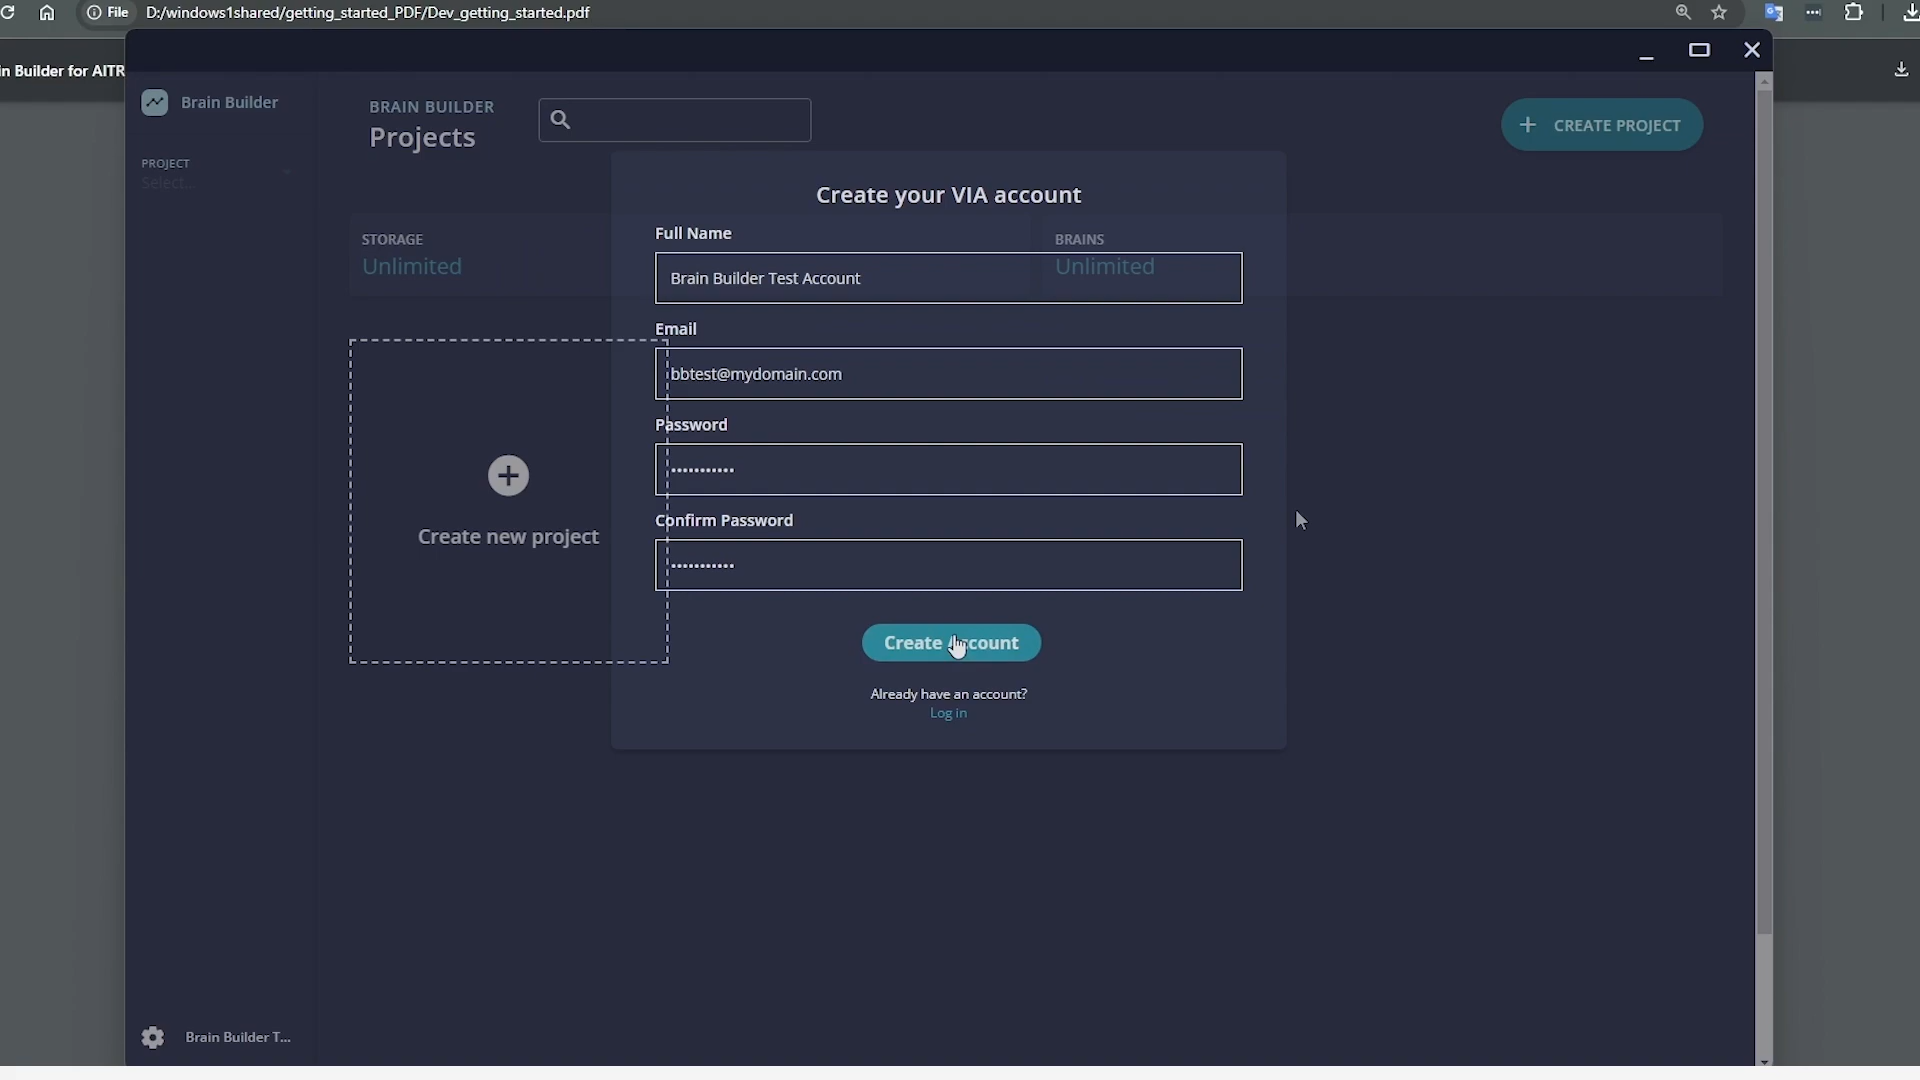 File D:/windows1shared/getting_started_PDF/Dev_getting_started.pdf
in Builder for AITR
Brain Builder
BRAIN BUILDER
Projects
+ CREATE PROJECT
PROJECT
Select...
Create your VIA account
Full Name
STORAGE
Unlimited
BRAINS
Unlimited
Brain Builder Test Account
Email
bbtest@mydomain.com
Password
•••••••••••
Confirm Password
•••••••••••
Create new project
Create Account
Already have an account?
Log in
Brain Builder T...